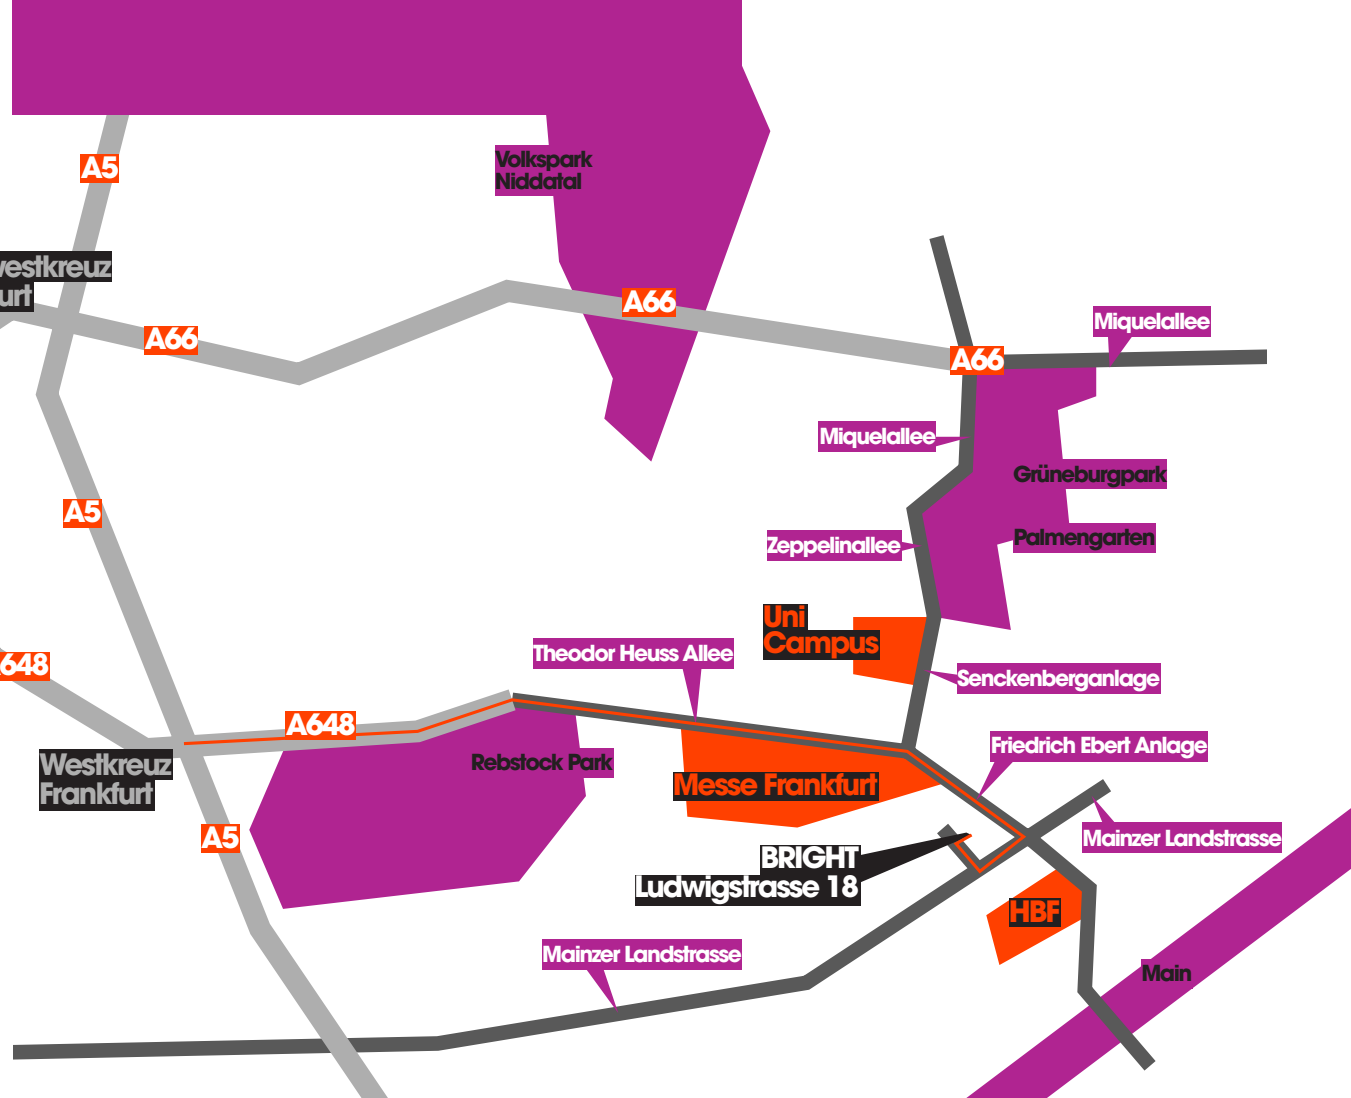 A5
Volkspark
Niddatal
A66
A66
Miquelallee
A66
Miquelallee
Grüneburgpark
A5
Zeppelinallee
Palmengarten
Uni
Campus
Theodor Heuss Allee
648
Senckenberganlage
A648
Friedrich Ebert Anlage
Westkreuz
Frankfurt
Rebstock Park
Messe Frankfurt
A5
Mainzer Landstrasse
BRIGHT
Ludwigstrasse 18
HBF
Mainzer Landstrasse
Main